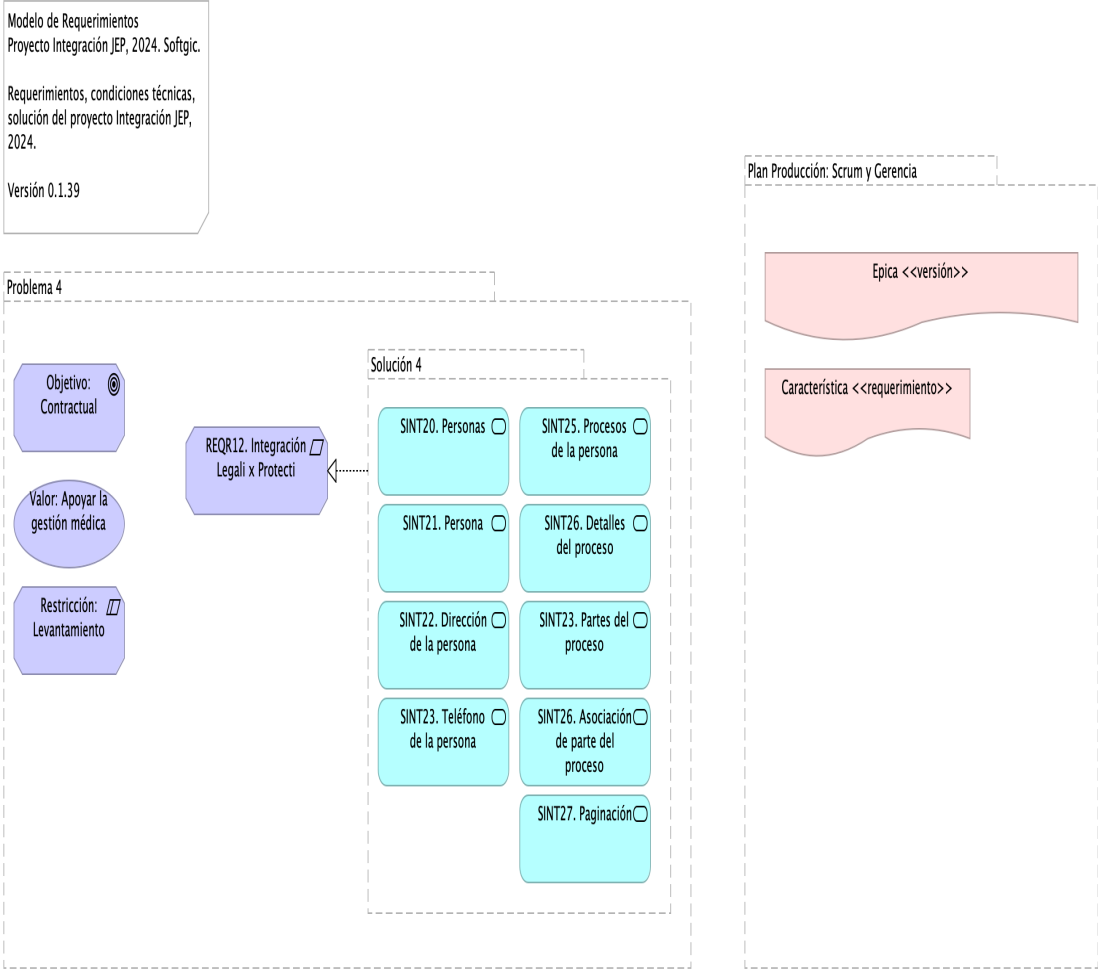 Modelo de Requerimientos
Proyecto Integración JEP, 2024. Softgic.
Requerimientos, condiciones técnicas,
solución del proyecto Integración JEP,
2024.
Versión 0.1.39
Plan Producción: Scrum y Gerencia
Epica <<versión>>
Característica <<requerimiento>>
Problema 4
Objetivo:
Contractual
Valor: Apoyar la
gestión médica
Restricción:
Levantamiento
REQR12. Integración
Legali x Protecti
Solución 4
SINT20. Personas
SINT21. Persona
SINT22. Dirección
de la persona
SINT23. Teléfono
de la persona
SINT25. Procesos
de la persona
SINT26. Detalles
del proceso
SINT23. Partes del
proceso
SINT26. Asociación
de parte del
proceso
SINT27. Paginación